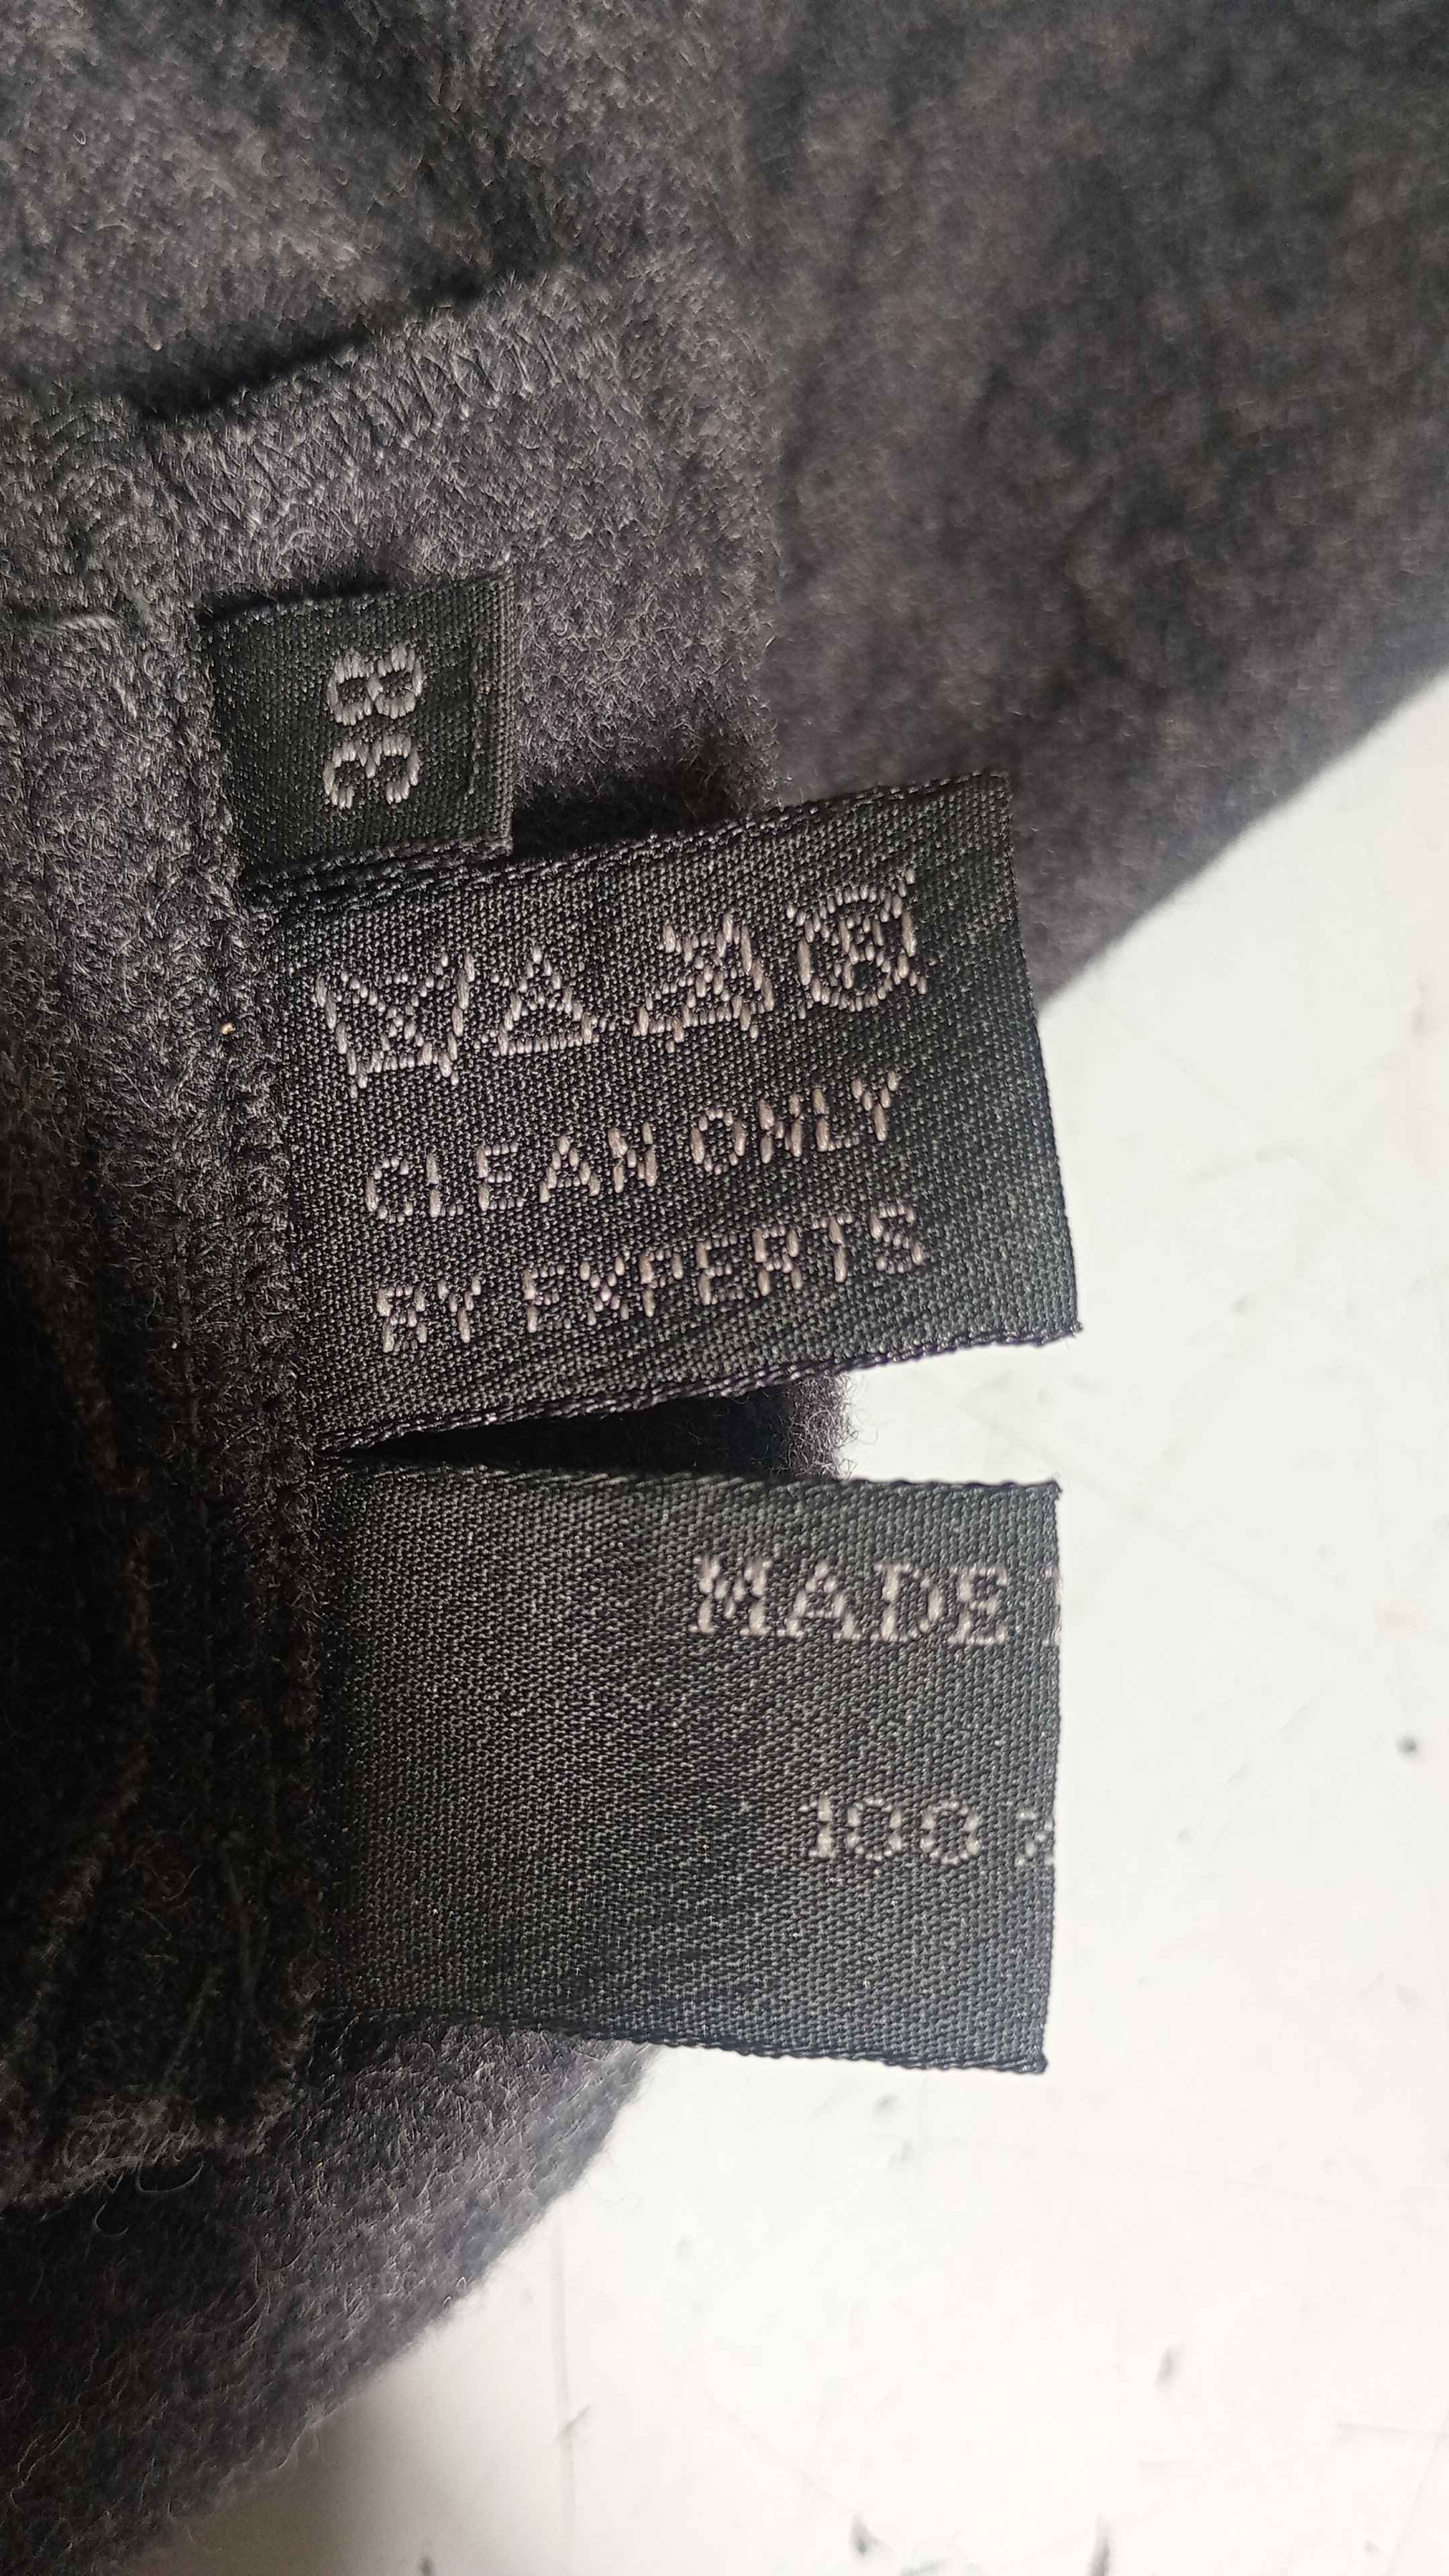 38
CLEAN ONLY
BY EXPERTS
MADE
100 %